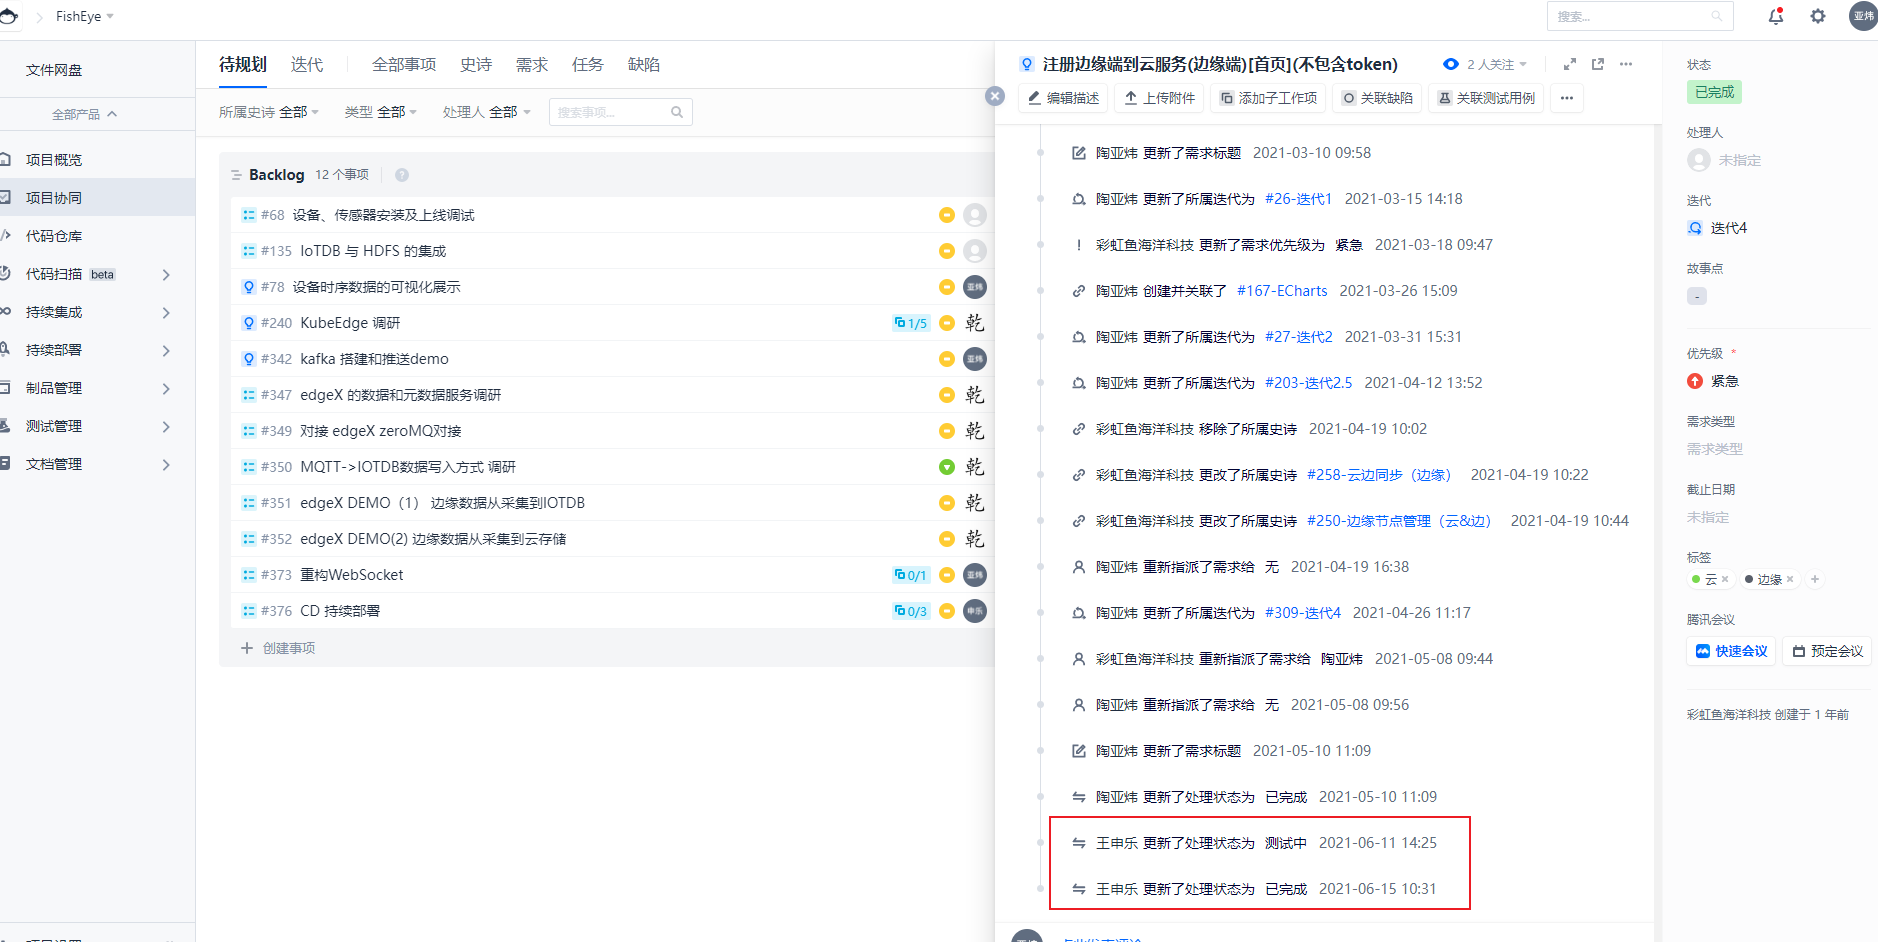 FishEye
搜索...
亚炜
文件网盘
全部产品
项目概览
项目协同
代码仓库
代码扫描 beta
持续集成
持续部署
制品管理
测试管理
文档管理
待规划 迭代 全部事项 史诗 需求 任务 缺陷
所属史诗 全部 类型 全部 处理人 全部 搜索事项...
Backlog 12 个事项 ?
#68 设备、传感器安装及上线调试
#135 IoTDB 与 HDFS 的集成
#78 设备时序数据的可视化展示 亚炜
#240 KubeEdge 调研 1/5 乾
#342 kafka 搭建和推送demo 亚炜
#347 edgeX 的数据和元数据服务调研 乾
#349 对接 edgeX zeroMQ对接 乾
#350 MQTT->IOTDB数据写入方式 调研 乾
#351 edgeX DEMO（1） 边缘数据从采集到IOTDB 乾
#352 edgeX DEMO(2) 边缘数据从采集到云存储 乾
#373 重构WebSocket 0/1 亚炜
#376 CD 持续部署 0/3 申乐
创建事项
注册边缘端到云服务(边缘端)[首页](不包含token) 2 人关注
编辑描述 上传附件 添加子工作项 关联缺陷 关联测试用例
陶亚炜 更新了需求标题 2021-03-10 09:58
陶亚炜 更新了所属迭代为 #26-迭代1 2021-03-15 14:18
彩虹鱼海洋科技 更新了需求优先级为 紧急 2021-03-18 09:47
陶亚炜 创建并关联了 #167-ECharts 2021-03-26 15:09
陶亚炜 更新了所属迭代为 #27-迭代2 2021-03-31 15:31
陶亚炜 更新了所属迭代为 #203-迭代2.5 2021-04-12 13:52
彩虹鱼海洋科技 移除了所属史诗 2021-04-19 10:02
彩虹鱼海洋科技 更改了所属史诗 #258-云边同步（边缘） 2021-04-19 10:22
彩虹鱼海洋科技 更改了所属史诗 #250-边缘节点管理（云&边） 2021-04-19 10:44
陶亚炜 重新指派了需求给 无 2021-04-19 16:38
陶亚炜 更新了所属迭代为 #309-迭代4 2021-04-26 11:17
彩虹鱼海洋科技 重新指派了需求给 陶亚炜 2021-05-08 09:44
陶亚炜 重新指派了需求给 无 2021-05-08 09:56
陶亚炜 更新了需求标题 2021-05-10 11:09
陶亚炜 更新了处理状态为 已完成 2021-05-10 11:09
王申乐 更新了处理状态为 测试中 2021-06-11 14:25
王申乐 更新了处理状态为 已完成 2021-06-15 10:31
状态
已完成
处理人
未指定
迭代
迭代4
故事点
-
优先级 *
紧急
需求类型
需求类型
截止日期
未指定
标签
云 × 边缘 × +
腾讯会议
快速会议 预定会议
彩虹鱼海洋科技 创建于 1 年前